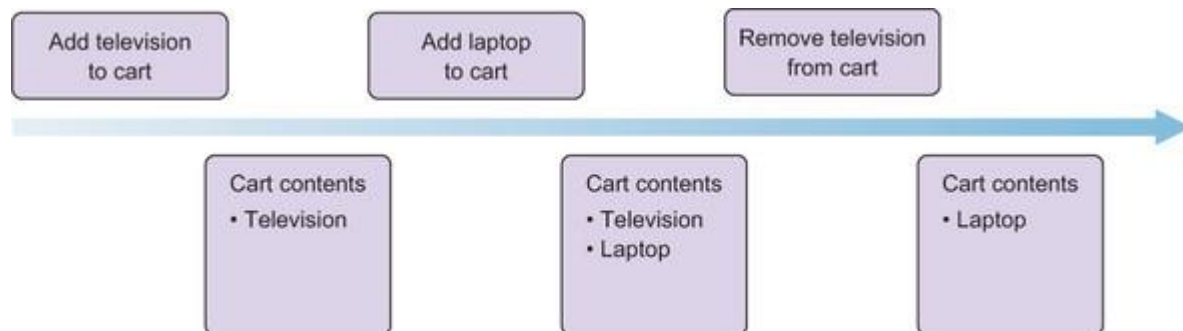 Add television
to cart
Add laptop
to cart
Remove television
from cart
Cart contents
• Television
Cart contents
• Television
• Laptop
Cart contents
• Laptop